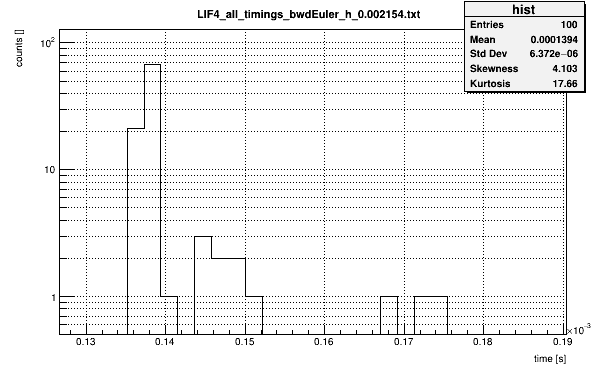 LIF4_all_timings_bwdEuler_h_0.002154.txt
hist
Entries 100
Mean 0.0001394
Std Dev 6.372e−06
Skewness 4.103
Kurtosis 17.66
counts []
10²
10
1
0.13 0.14 0.15 0.16 0.17 0.18 0.19
×10⁻³
time [s]